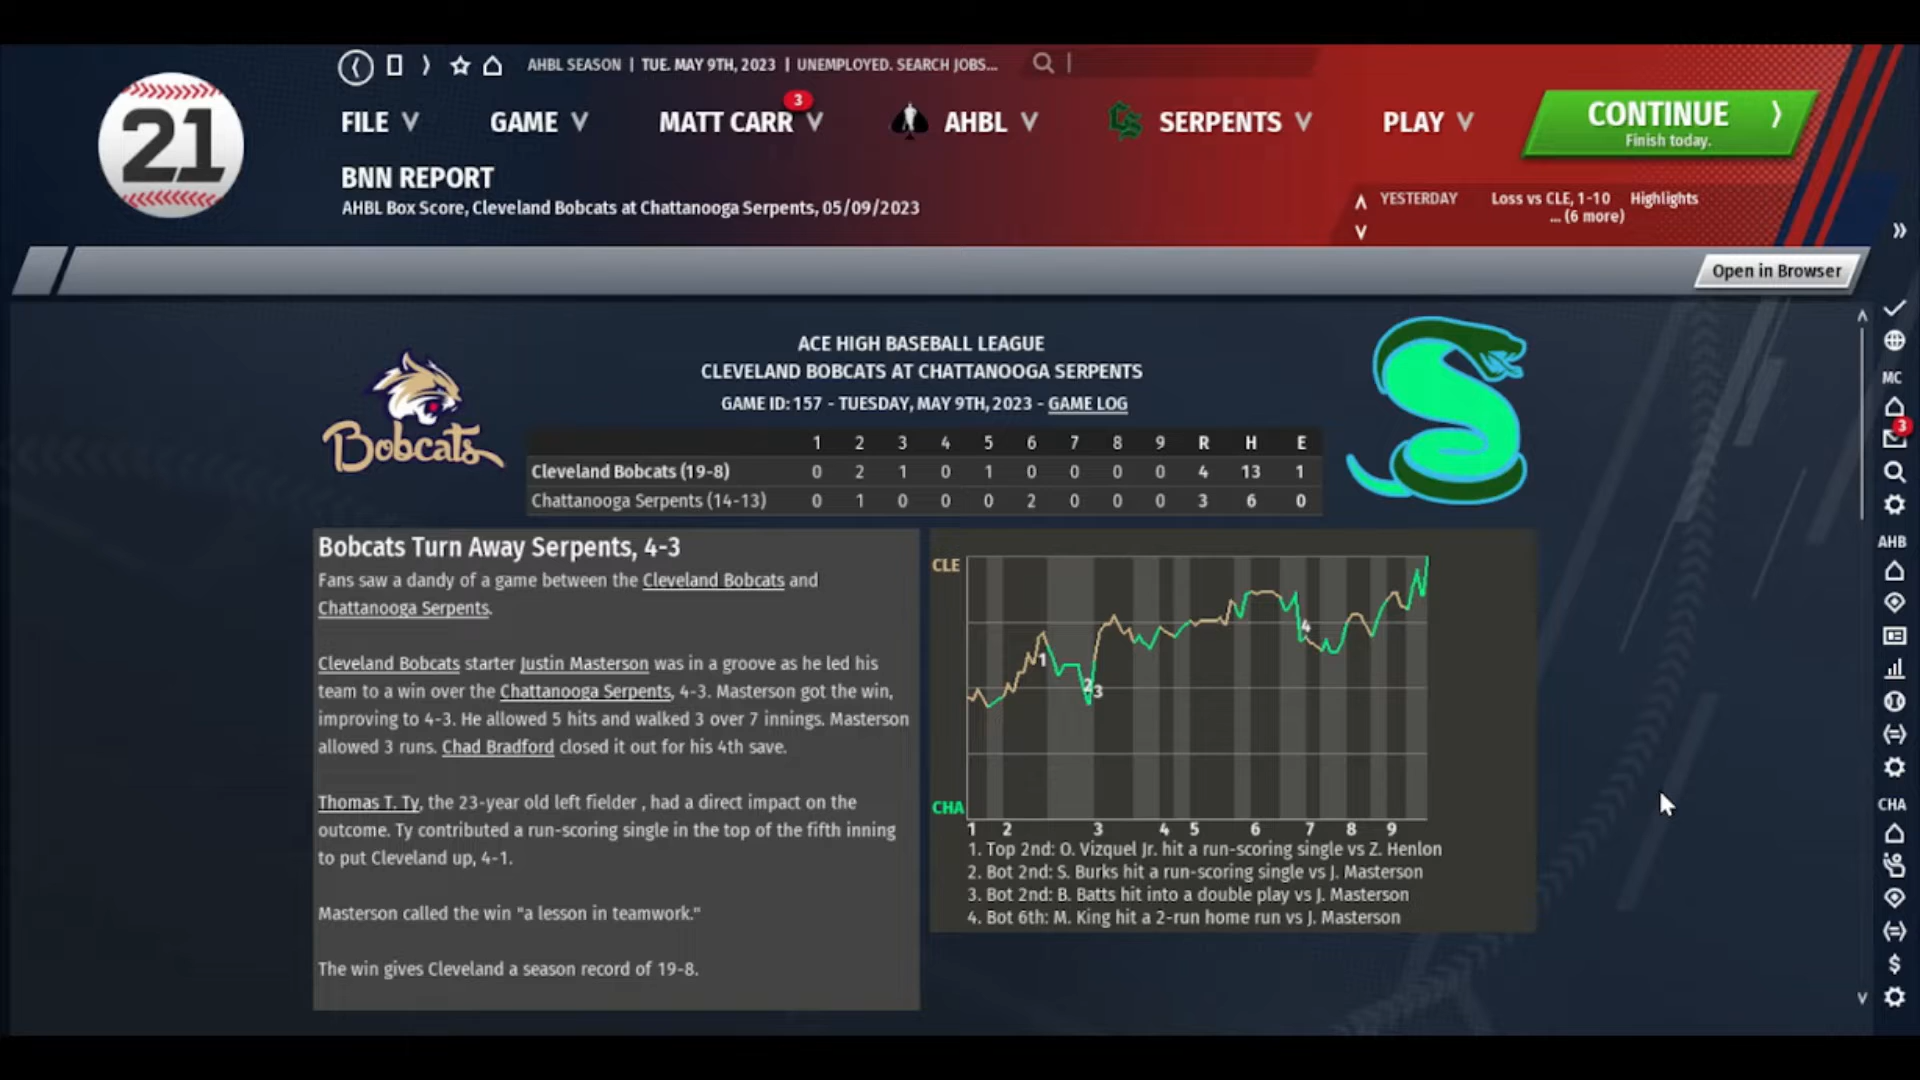 21
AHBL SEASON | TUE. MAY 9TH, 2023 | UNEMPLOYED. SEARCH JOBS...
FILE GAME MATT CARR 3 AHBL SERPENTS PLAY CONTINUE
Finish today.
BNN REPORT
AHBL Box Score, Cleveland Bobcats at Chattanooga Serpents, 05/09/2023
YESTERDAY Loss vs CLE, 1-10 Highlights
... (6 more)
Open in Browser
ACE HIGH BASEBALL LEAGUE
CLEVELAND BOBCATS AT CHATTANOOGA SERPENTS
GAME ID: 157 - TUESDAY, MAY 9TH, 2023 - GAME LOG
Bobcats
1 2 3 4 5 6 7 8 9 R H E
Cleveland Bobcats (19-8) 0 2 1 0 1 0 0 0 0 4 13 1
Chattanooga Serpents (14-13) 0 1 0 0 0 2 0 0 0 3 6 0
Bobcats Turn Away Serpents, 4-3
Fans saw a dandy of a game between the Cleveland Bobcats and
Chattanooga Serpents.
Cleveland Bobcats starter Justin Masterson was in a groove as he led his
team to a win over the Chattanooga Serpents, 4-3. Masterson got the win,
improving to 4-3. He allowed 5 hits and walked 3 over 7 innings. Masterson
allowed 3 runs. Chad Bradford closed it out for his 4th save.
Thomas T. Ty, the 23-year old left fielder , had a direct impact on the
outcome. Ty contributed a run-scoring single in the top of the fifth inning
to put Cleveland up, 4-1.
Masterson called the win "a lesson in teamwork."
The win gives Cleveland a season record of 19-8.
CLE
1
2
3
4
CHA
1 2 3 4 5 6 7 8 9
1. Top 2nd: O. Vizquel Jr. hit a run-scoring single vs Z. Henlon
2. Bot 2nd: S. Burks hit a run-scoring single vs J. Masterson
3. Bot 2nd: B. Batts hit into a double play vs J. Masterson
4. Bot 6th: M. King hit a 2-run home run vs J. Masterson
MC
3
AHB
CHA
$